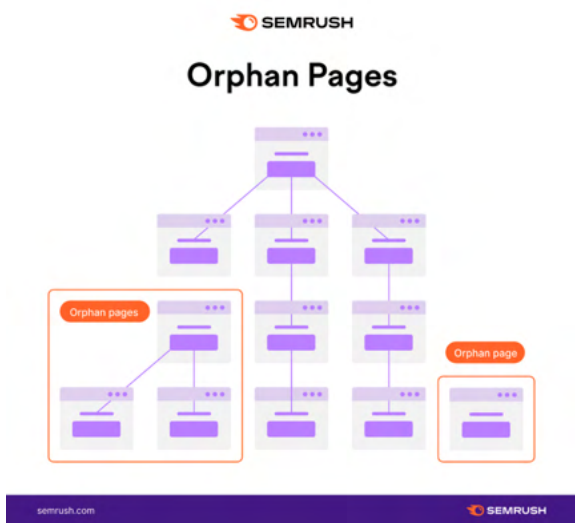 SEMRUSH
Orphan Pages
Orphan pages
Orphan page
semrush.com
SEMRUSH